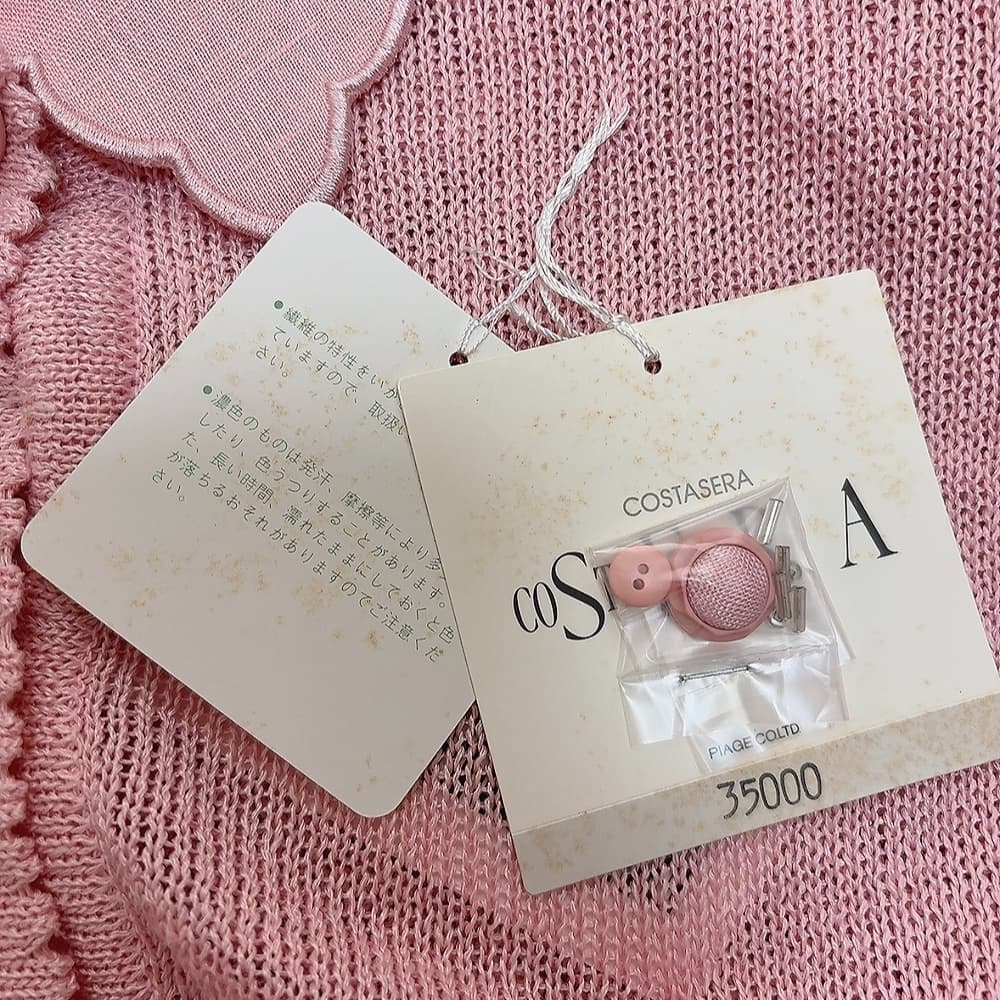 ●繊維の特性をいか
ていますので、取扱い
さい。
●濃色のものは発汗、摩擦等により多
したり、色うつりすることがあります。
た、長い時間、濡れたままにしておくと色
が落ちるおそれがありますのでご注意くだ
さい。
COSTASERA
COS A
PIAGE CO.LTD
35000